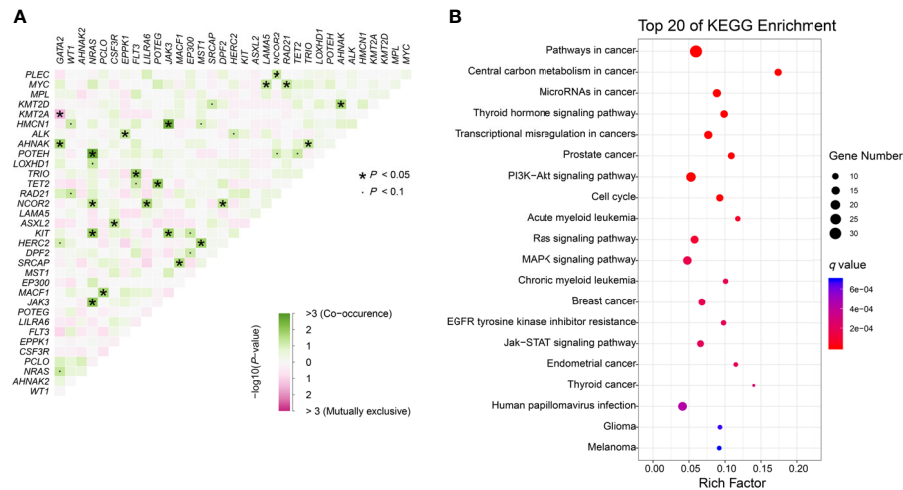 A
GATA2
WT1
AHNAK2
NRAS
PCLO
CSF3R
EPPK1
FLT3
LILRA6
POTEG
JAK3
MACF1
EP300
MST1
SRCAP
DPF2
HERC2
KIT
ASXL2
LAMA5
NCOR2
RAD21
TET2
TRIO
LOXHD1
POTEH
AHNAK
ALK
HMCN1
KMT2A
KMT2D
MPL
MYC
PLEC
MYC
MPL
KMT2D
KMT2A
HMCN1
ALK
AHNAK
POTEH
LOXHD1
TRIO
TET2
RAD21
NCOR2
LAMA5
ASXL2
KIT
HERC2
DPF2
SRCAP
MST1
EP300
MACF1
JAK3
POTEG
LILRA6
FLT3
EPPK1
CSF3R
PCLO
NRAS
AHNAK2
WT1
* P < 0.05
· P < 0.1
−log10(P−value)
>3 (Co−occurence)
2
1
0
1
2
> 3 (Mutually exclusive)
B
Top 20 of KEGG Enrichment
Pathways in cancer
Central carbon metabolism in cancer
NicroRNAs in cancer
Thyroid hormone signaling pathway
Transcriptional misrɡulation in cancers
Prostate cancer
PI3K−Akt signaling pathway
Cell cycle
Acute myeloid leukemia
Ras signaling pathway
MAPK signaling pathway
Chronic myeloid leukemia
Breast cancer
EGFR tyrosine kinase inhibitor resistance
Jak−STAT signaling pathway
Endometrial cancer
Thyroid cancer
Human papillomavirus infection
Glioma
Melanoma
0.00 0.05 0.10 0.15 0.20
Rich Factor
Gene Number
10
15
20
25
30
q value
6e−04
4e−04
2e−04